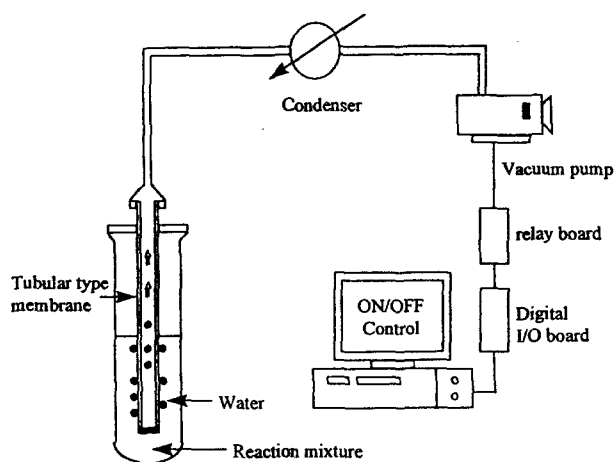 Condenser
Vacuum pump
relay board
Tubular type
membrane
ON/OFF
Control
Digital
I/O board
Water
Reaction mixture